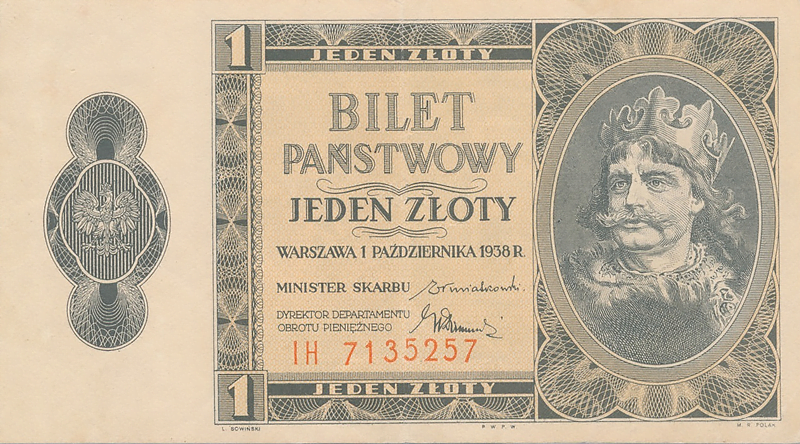 1 JEDEN ZŁOTY
BILET
PAŃSTWOWY
JEDEN ZŁOTY
WARSZAWA 1 PAŹDZIERNIKA 1938 R.
MINISTER SKARBU
DYREKTOR DEPARTAMENTU
OBROTU PIENIĘŻNEGO
IH 7135257
1 JEDEN ZŁOTY
P. W. P. W.
M. R. POLAK